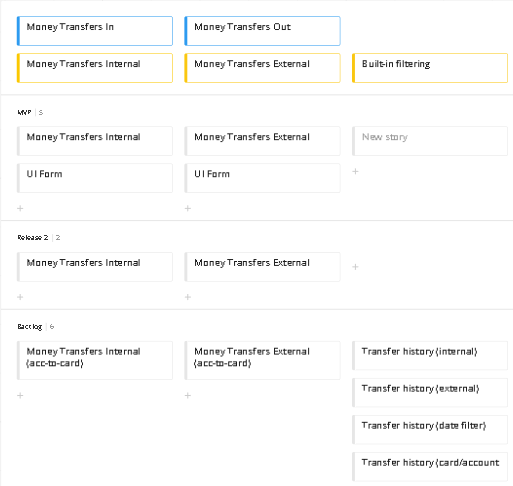 Money Transfers In
Money Transfers Out
Money Transfers Internal
Money Transfers External
Built-in filtering
MVP | 5
Money Transfers Internal
Money Transfers External
New story
UI Form
UI Form
+
+
+
Release 2 | 2
Money Transfers Internal
Money Transfers External
+
+
+
Backlog | 6
Money Transfers Internal
(acc-to-card)
Money Transfers External
(acc-to-card)
Transfer history (internal)
Transfer history (external)
+
+
Transfer history (date filter)
Transfer history (card/account